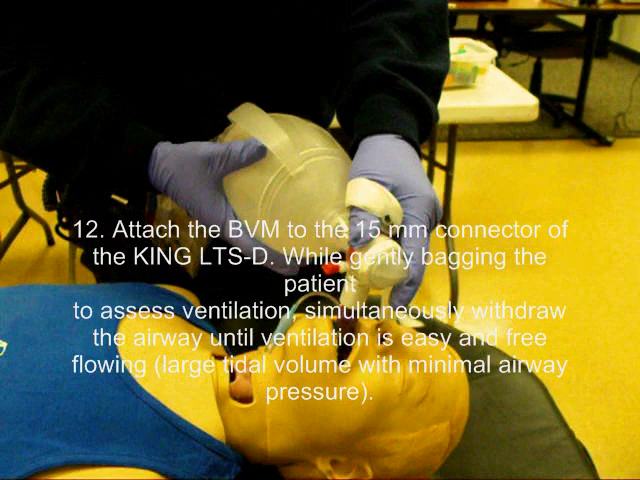 12. Attach the BVM to the 15 mm connector of
the KING LTS-D. While gently bagging the
patient
to assess ventilation, simultaneously withdraw
the airway until ventilation is easy and free
flowing (large tidal volume with minimal airway
pressure).